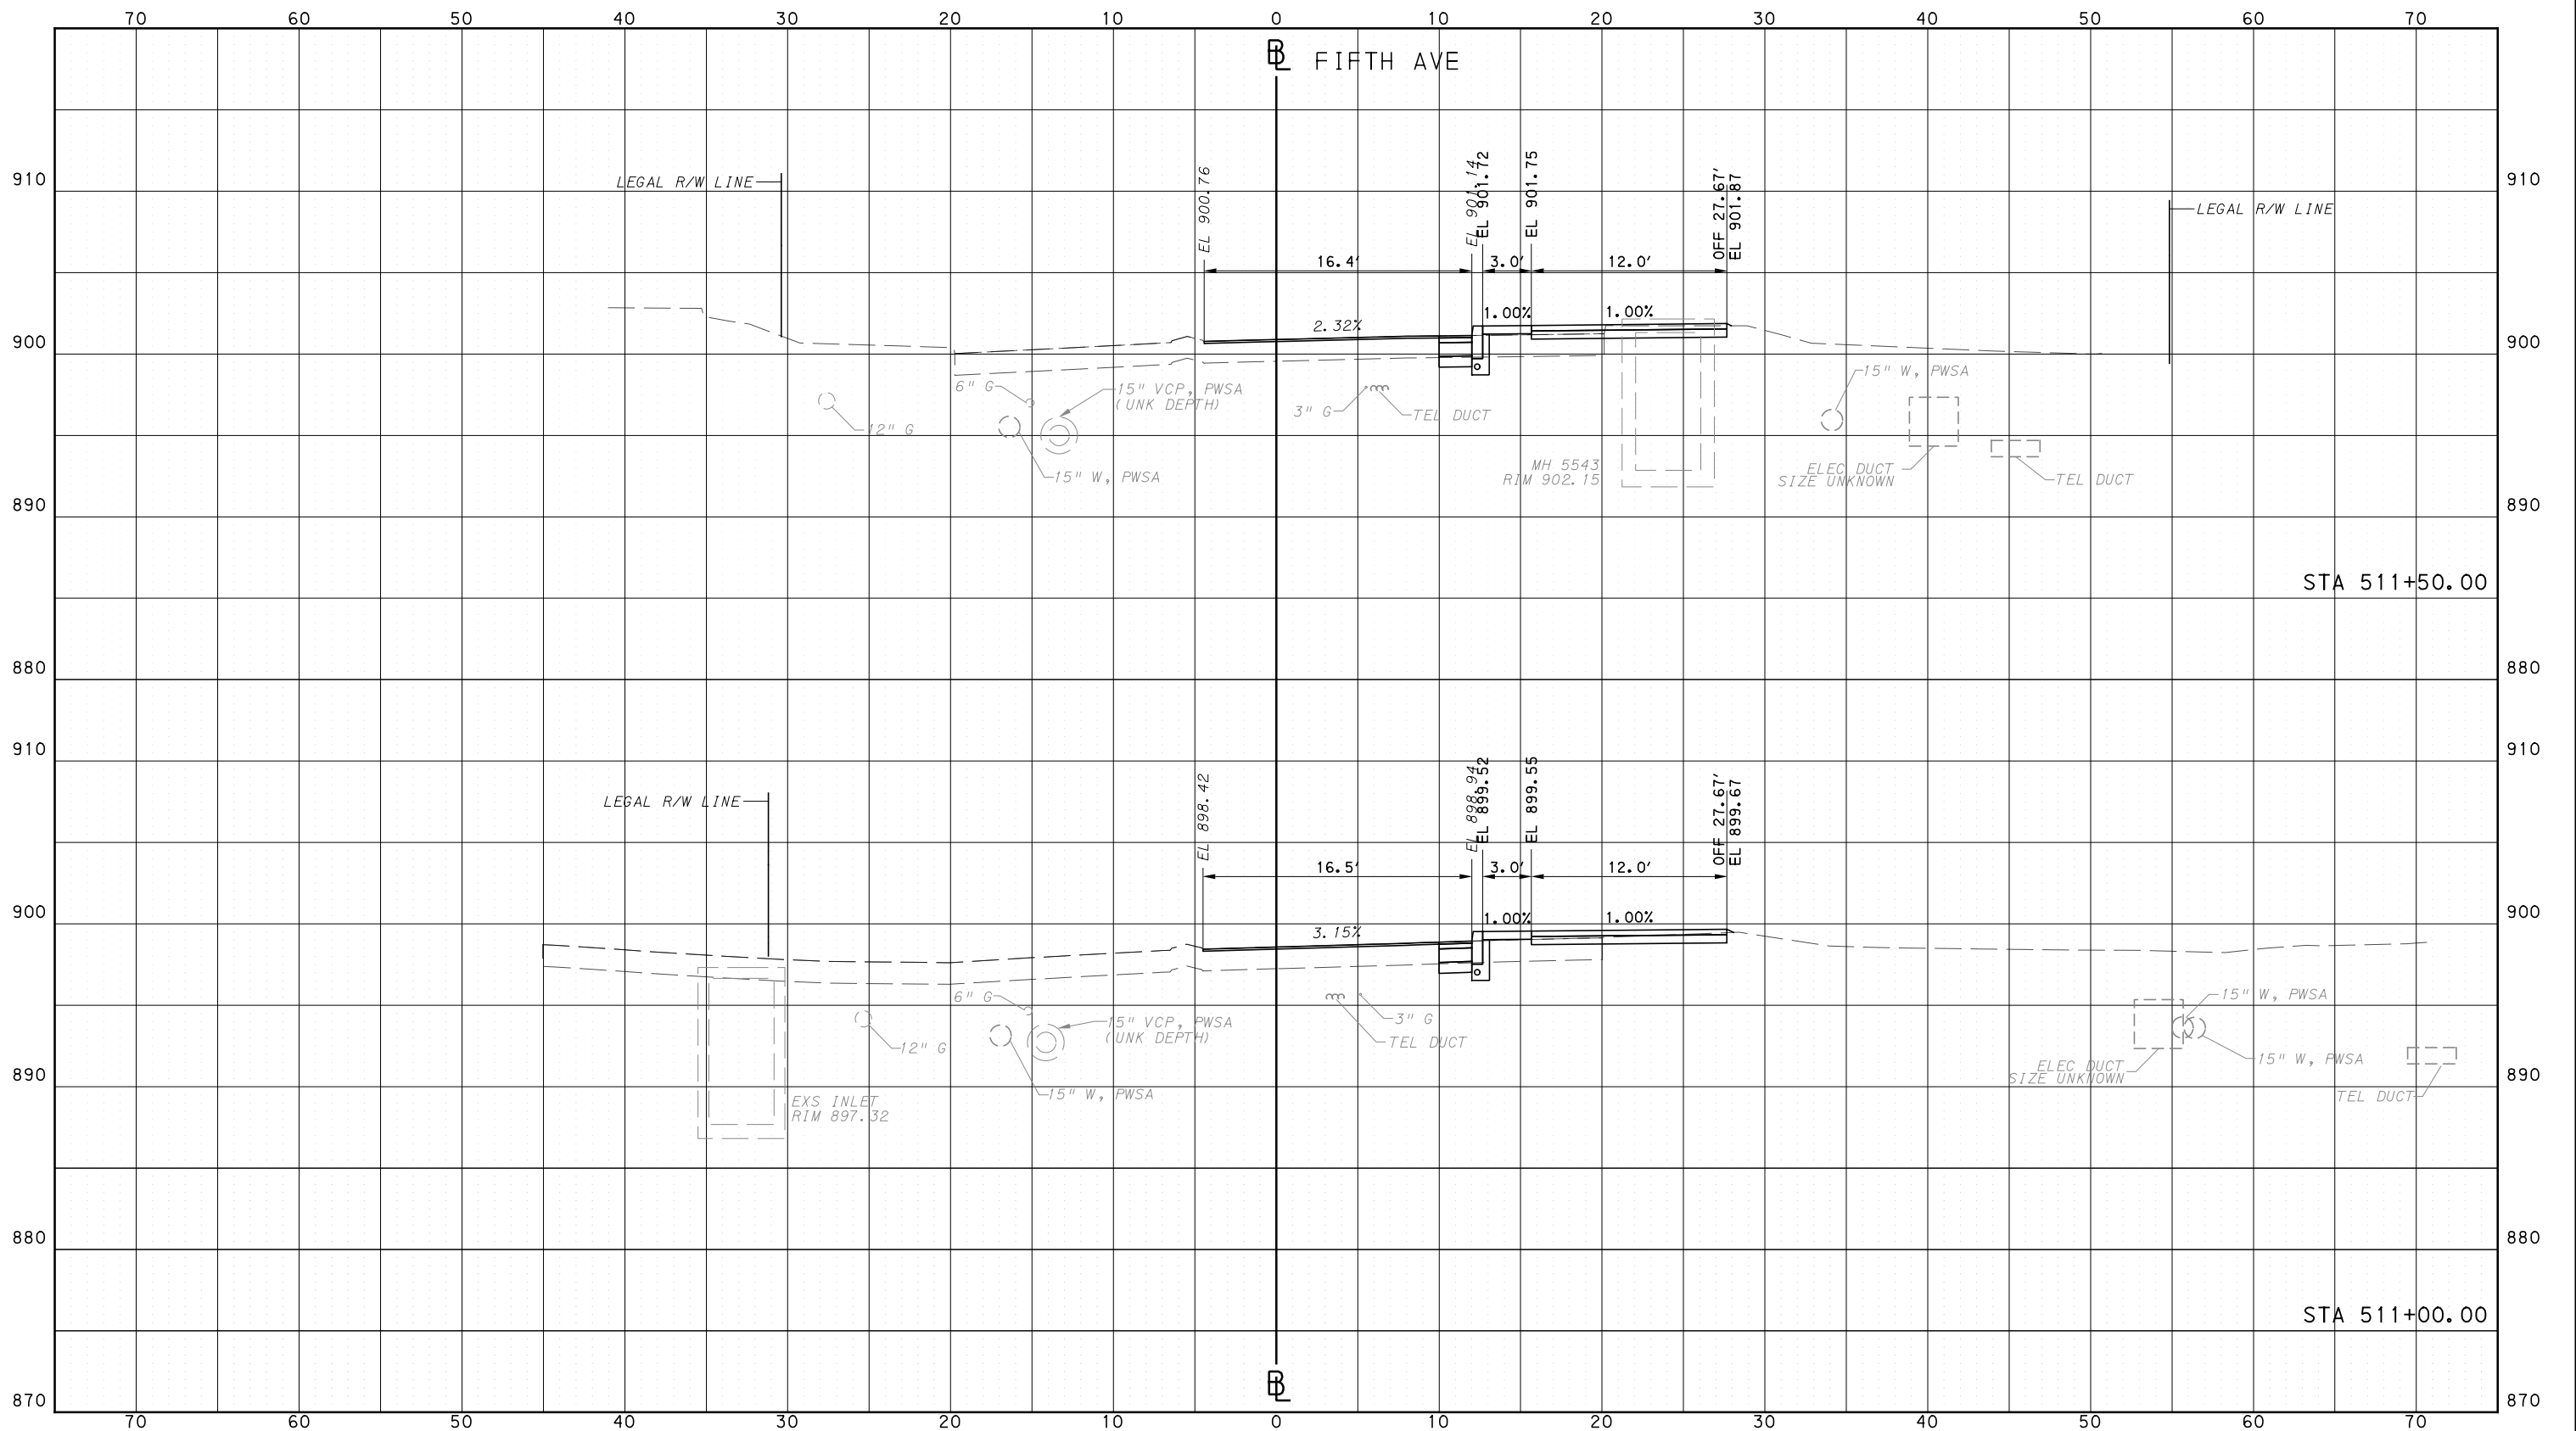 70 60 50 40 30 20 10 0 10 20 30 40 50 60 70
BL FIFTH AVE
LEGAL R/W LINE
EL 900.76
EL 901.14
EL 901.72
EL 901.75
OFF 27.67'
EL 901.87
LEGAL R/W LINE
910 910
16.4' 3.0' 12.0'
2.32% 1.00% 1.00%
900 900
6" G
15" VCP, PWSA
(UNK DEPTH)
12" G
15" W, PWSA
3" G
TEL DUCT
MH 5543
RIM 902.15
15" W, PWSA
ELEC DUCT
SIZE UNKNOWN
TEL DUCT
890 890
STA 511+50.00
880 880
910 910
LEGAL R/W LINE
EL 898.42
EL 898.94
EL 899.52
EL 899.55
OFF 27.67'
EL 899.67
16.5' 3.0' 12.0'
900 900
3.15% 1.00% 1.00%
6" G
15" VCP, PWSA
(UNK DEPTH)
12" G
15" W, PWSA
EXS INLET
RIM 897.32
3" G
TEL DUCT
15" W, PWSA
15" W, PWSA
ELEC DUCT
SIZE UNKNOWN
TEL DUCT
890 890
880 880
STA 511+00.00
BL
870 870
70 60 50 40 30 20 10 0 10 20 30 40 50 60 70